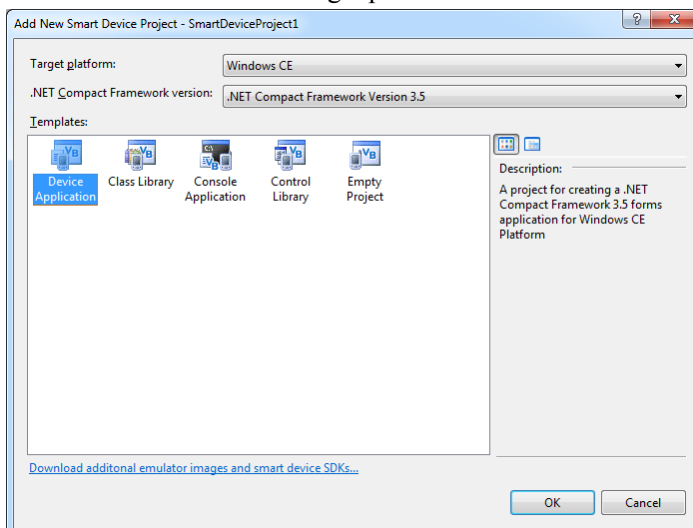 Add New Smart Device Project - SmartDeviceProject1
Target platform:
Windows CE
.NET Compact Framework version:
.NET Compact Framework Version 3.5
Templates:
Device
Application
Class Library
Console
Application
Control
Library
Empty
Project
Description:
A project for creating a .NET
Compact Framework 3.5 forms
application for Windows CE
Platform
Download additonal emulator images and smart device SDKs...
OK
Cancel